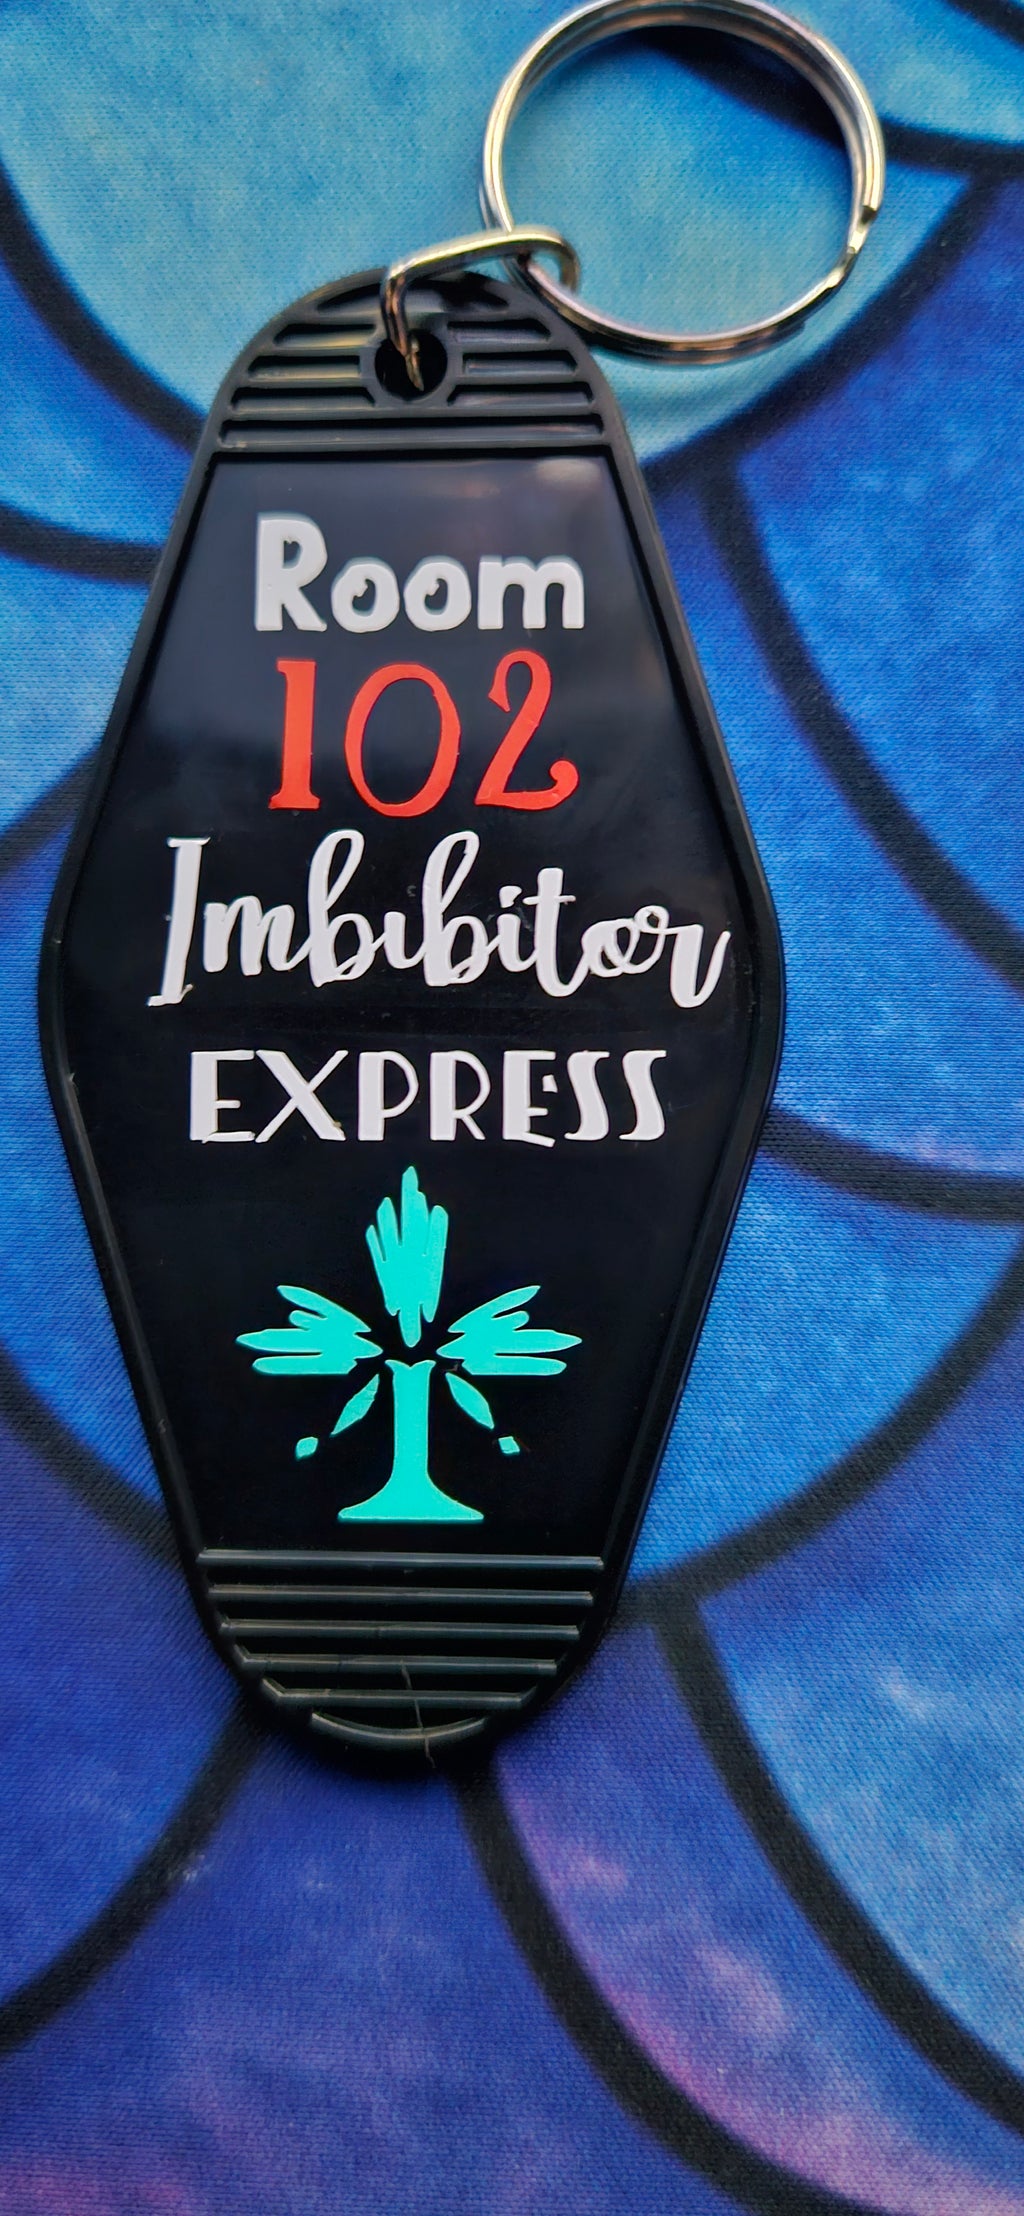 Room
102
Imbibitor
EXPRESS